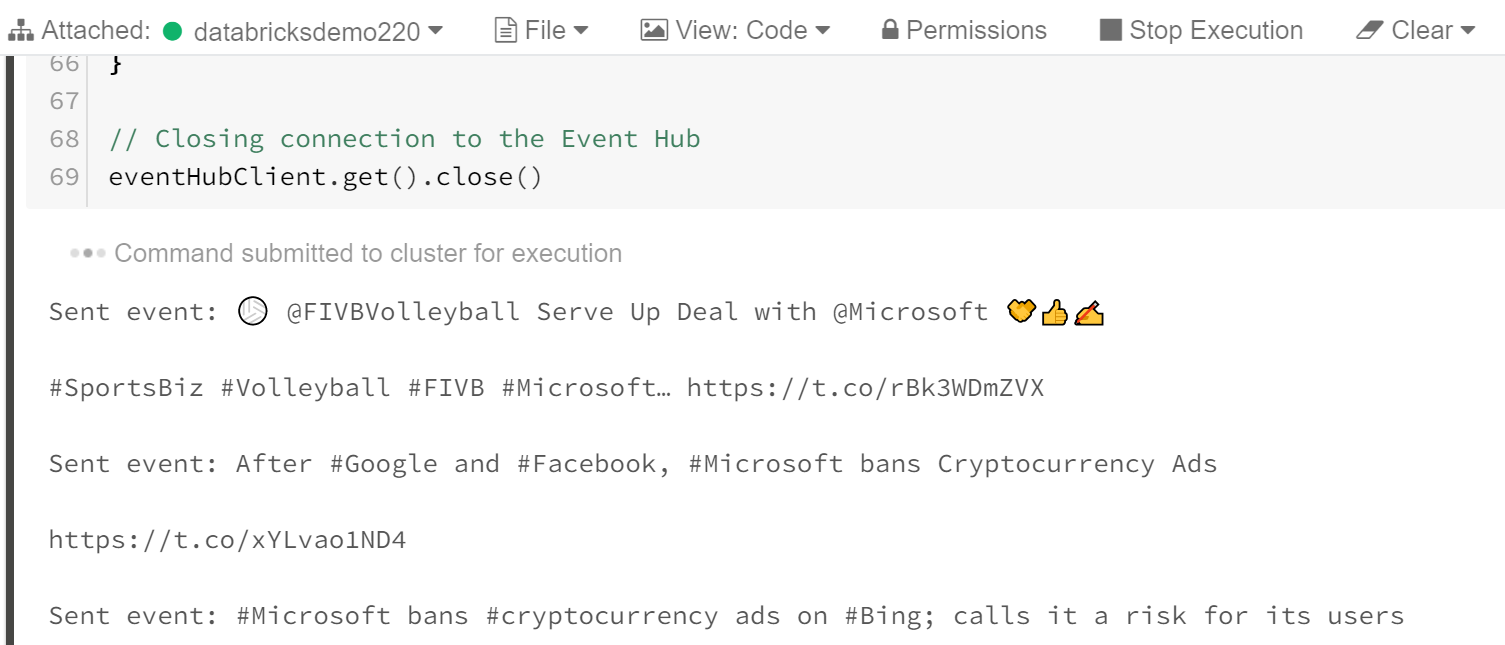 Attached: databricksdemo220 File View: Code Permissions Stop Execution Clear
66 }
67
68 // Closing connection to the Event Hub
69 eventHubClient.get().close()
Command submitted to cluster for execution
Sent event: 🏐 @FIVBVolleyball Serve Up Deal with @Microsoft 🤝👍✍
#SportsBiz #Volleyball #FIVB #Microsoft… https://t.co/rBk3WDmZVX
Sent event: After #Google and #Facebook, #Microsoft bans Cryptocurrency Ads
https://t.co/xYLvao1ND4
Sent event: #Microsoft bans #cryptocurrency ads on #Bing; calls it a risk for its users